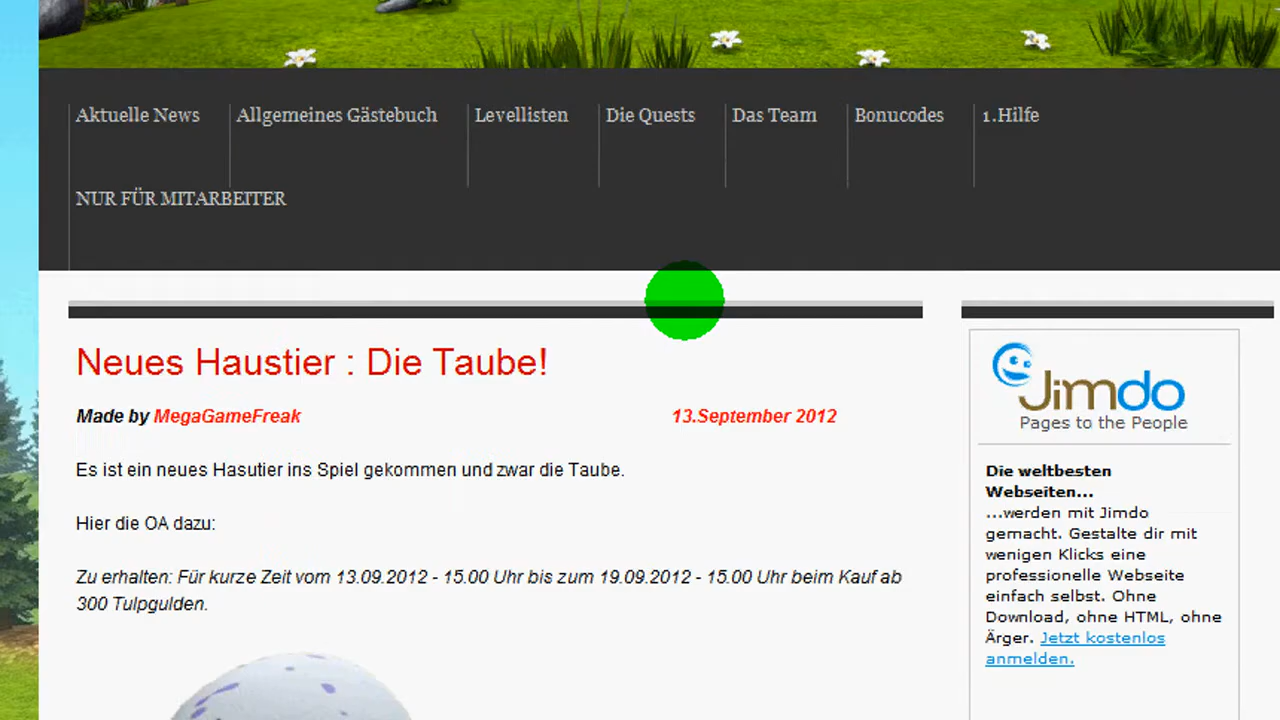 Aktuelle News
Allgemeines Gästebuch
Levellisten
Die Quests
Das Team
Bonucodes
1.Hilfe
NUR FÜR MITARBEITER
Neues Haustier : Die Taube!
Made by MegaGameFreak
13.September 2012
Es ist ein neues Hasutier ins Spiel gekommen und zwar die Taube.
Hier die OA dazu:
Zu erhalten: Für kurze Zeit vom 13.09.2012 - 15.00 Uhr bis zum 19.09.2012 - 15.00 Uhr beim Kauf ab
300 Tulpgulden.
Jimdo
Pages to the People
Die weltbesten
Webseiten...
...werden mit Jimdo
gemacht. Gestalte dir mit
wenigen Klicks eine
professionelle Webseite
einfach selbst. Ohne
Download, ohne HTML, ohne
Ärger. Jetzt kostenlos
anmelden.